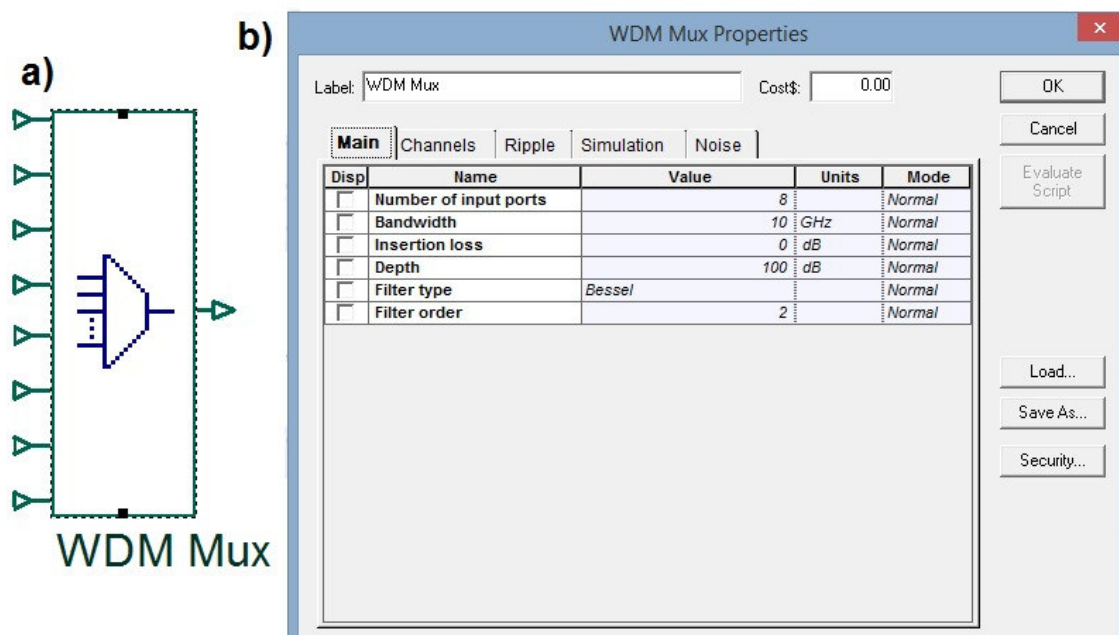 a)
WDM Mux
b)
WDM Mux Properties
Label: WDM Mux Cost$: 0.00
OK
Cancel
Evaluate
Script
Main Channels Ripple Simulation Noise
Disp Name Value Units Mode
Number of input ports 8 Normal
Bandwidth 10 GHz Normal
Insertion loss 0 dB Normal
Depth 100 dB Normal
Filter type Bessel Normal
Filter order 2 Normal
Load...
Save As...
Security...